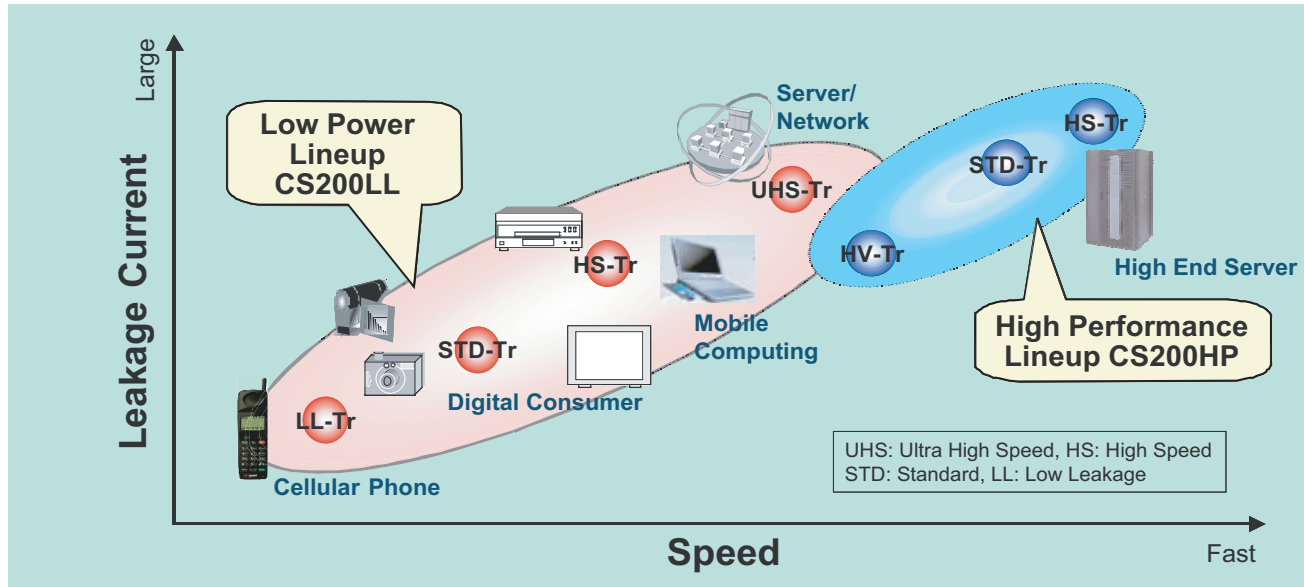 Large
Leakage Current
Low Power
Lineup
CS200LL
Server/
Network
HS-Tr
STD-Tr
UHS-Tr
HV-Tr
High End Server
HS-Tr
Mobile
Computing
High Performance
Lineup CS200HP
STD-Tr
Digital Consumer
LL-Tr
Cellular Phone
UHS: Ultra High Speed, HS: High Speed
STD: Standard, LL: Low Leakage
Speed
Fast